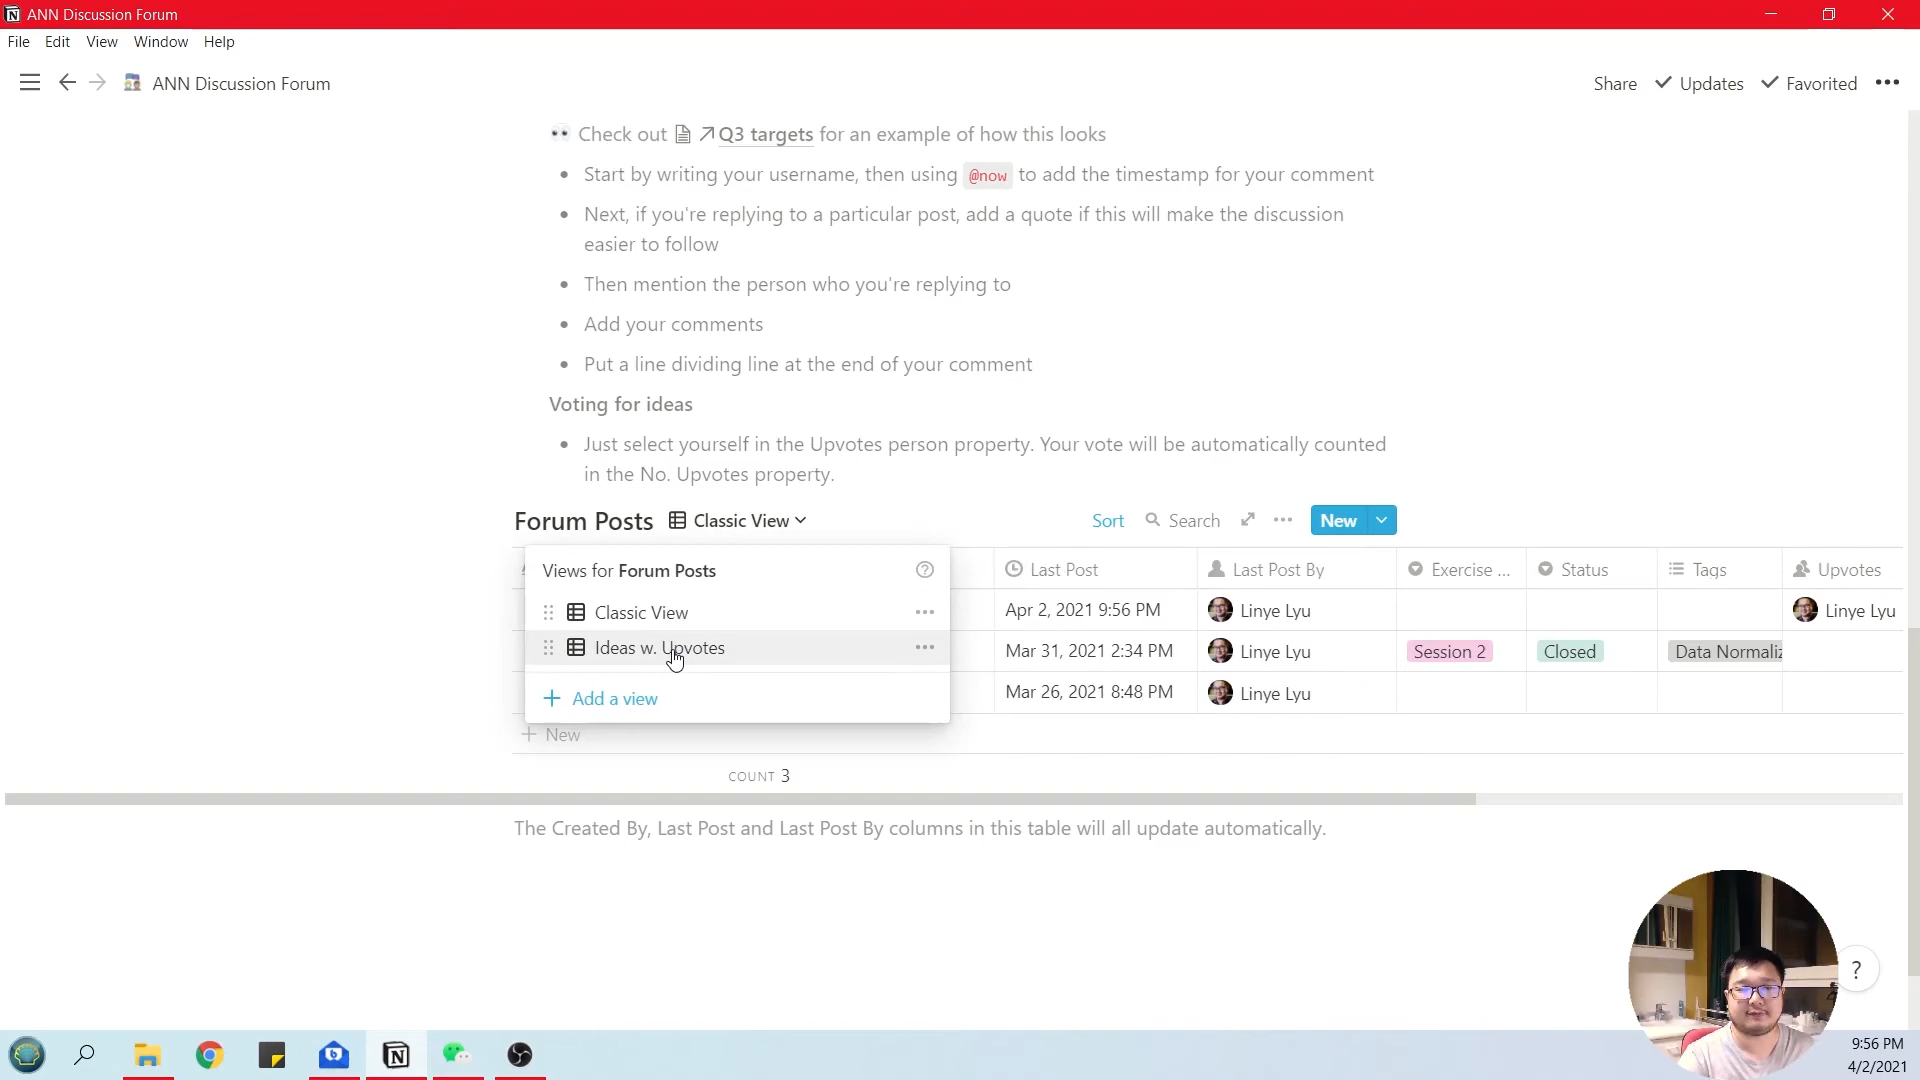 ANN Discussion Forum
File Edit View Window Help
ANN Discussion Forum
Share Updates Favorited
Check out Q3 targets for an example of how this looks
Start by writing your username, then using @now to add the timestamp for your comment
Next, if you're replying to a particular post, add a quote if this will make the discussion
easier to follow
Then mention the person who you're replying to
Add your comments
Put a line dividing line at the end of your comment
Voting for ideas
Just select yourself in the Upvotes person property. Your vote will be automatically counted
in the No. Upvotes property.
Forum Posts Classic View
Sort Search New
Views for Forum Posts
Last Post Last Post By Exercise ... Status Tags Upvotes
Classic View
Apr 2, 2021 9:56 PM Linye Lyu Linye Lyu
Ideas w. Upvotes
Mar 31, 2021 2:34 PM Linye Lyu Session 2 Closed Data Normaliz
Add a view
Mar 26, 2021 8:48 PM Linye Lyu
+ New
COUNT 3
The Created By, Last Post and Last Post By columns in this table will all update automatically.
?
9:56 PM
4/2/2021